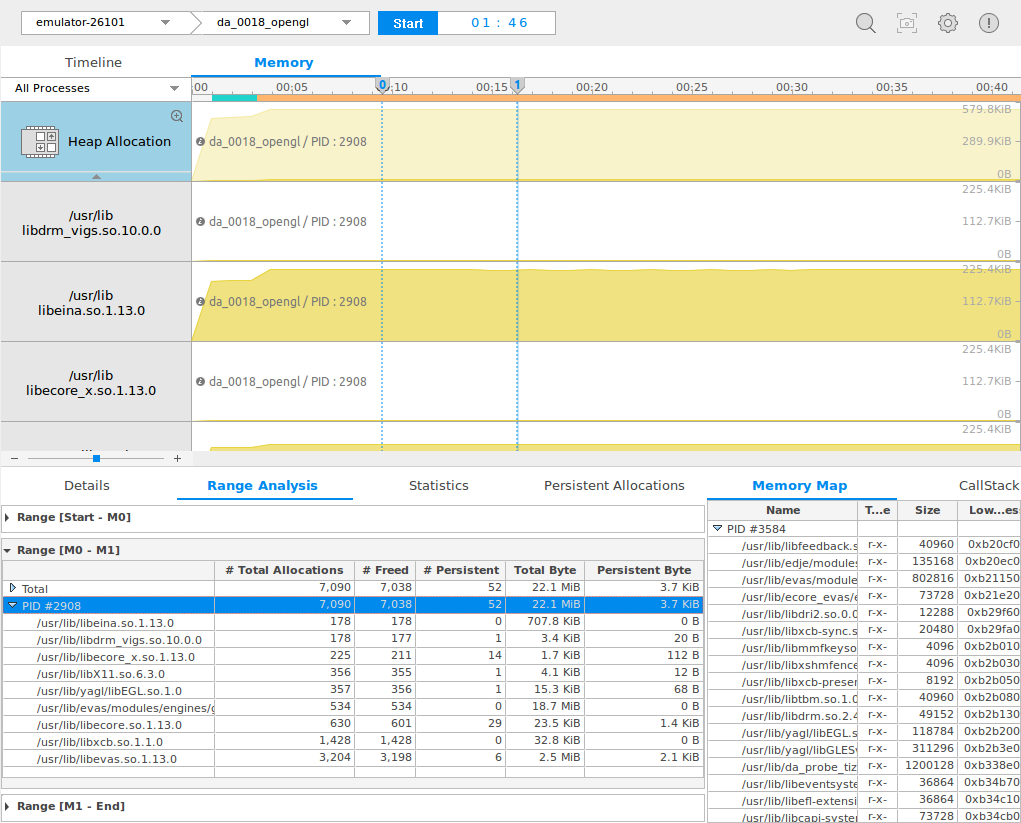 emulator-26101 da_0018_opengl Start 01 : 46
Timeline Memory
All Processes :00 00:05 0 :10 00:15 1 00:20 00:25 00:30 00:35 00:40
Heap Allocation da_0018_opengl / PID : 2908 579.8KiB 289.9KiB 0B
/usr/lib
libdrm_vigs.so.10.0.0 da_0018_opengl / PID : 2908 225.4KiB 112.7KiB 0B
/usr/lib
libeina.so.1.13.0 da_0018_opengl / PID : 2908 225.4KiB 112.7KiB 0B
/usr/lib
libecore_x.so.1.13.0 da_0018_opengl / PID : 2908 225.4KiB 112.7KiB 0B
225.4KiB
− +
Details Range Analysis Statistics Persistent Allocations
Range [Start - M0]
Range [M0 - M1]
# Total Allocations # Freed # Persistent Total Byte Persistent Byte
Total 7,090 7,038 52 22.1 MiB 3.7 KiB
PID #2908 7,090 7,038 52 22.1 MiB 3.7 KiB
/usr/lib/libeina.so.1.13.0 178 178 0 707.8 KiB 0 B
/usr/lib/libdrm_vigs.so.10.0.0 178 177 1 3.4 KiB 20 B
/usr/lib/libecore_x.so.1.13.0 225 211 14 1.7 KiB 112 B
/usr/lib/libX11.so.6.3.0 356 355 1 4.1 KiB 12 B
/usr/lib/yagl/libEGL.so.1.0 357 356 1 15.3 KiB 68 B
/usr/lib/evas/modules/engines/g 534 534 0 18.7 MiB 0 B
/usr/lib/libecore.so.1.13.0 630 601 29 23.5 KiB 1.4 KiB
/usr/lib/libxcb.so.1.1.0 1,428 1,428 0 32.8 KiB 0 B
/usr/lib/libevas.so.1.13.0 3,204 3,198 6 2.5 MiB 2.1 KiB
Range [M1 - End]
Memory Map CallStack
Name T...e Size Low...ess
PID #3584
/usr/lib/libfeedback.s r-x- 40960 0xb20cf0
/usr/lib/edje/modules r-x- 135168 0xb20ec0
/usr/lib/evas/module r-x- 802816 0xb21150
/usr/lib/ecore_evas/e r-x- 73728 0xb21e20
/usr/lib/libdri2.so.0.0 r-x- 12288 0xb29f60
/usr/lib/libxcb-sync.s r-x- 20480 0xb29fa0
/usr/lib/libmmfkeyso r-x- 4096 0xb2b010
/usr/lib/libxshmfence r-x- 4096 0xb2b030
/usr/lib/libxcb-preser r-x- 8192 0xb2b050
/usr/lib/libtbm.so.1.0 r-x- 40960 0xb2b080
/usr/lib/libdrm.so.2.4 r-x- 49152 0xb2b130
/usr/lib/yagl/libEGL.s r-x- 118784 0xb2b200
/usr/lib/yagl/libGLESv r-x- 311296 0xb2b3e0
/usr/lib/da_probe_tiz r-x- 1200128 0xb338e0
/usr/lib/libeventsyste r-x- 36864 0xb34b70
/usr/lib/libefl-extensi r-x- 36864 0xb34c10
/usr/lib/libcapi-system r-x- 73728 0xb34cb0